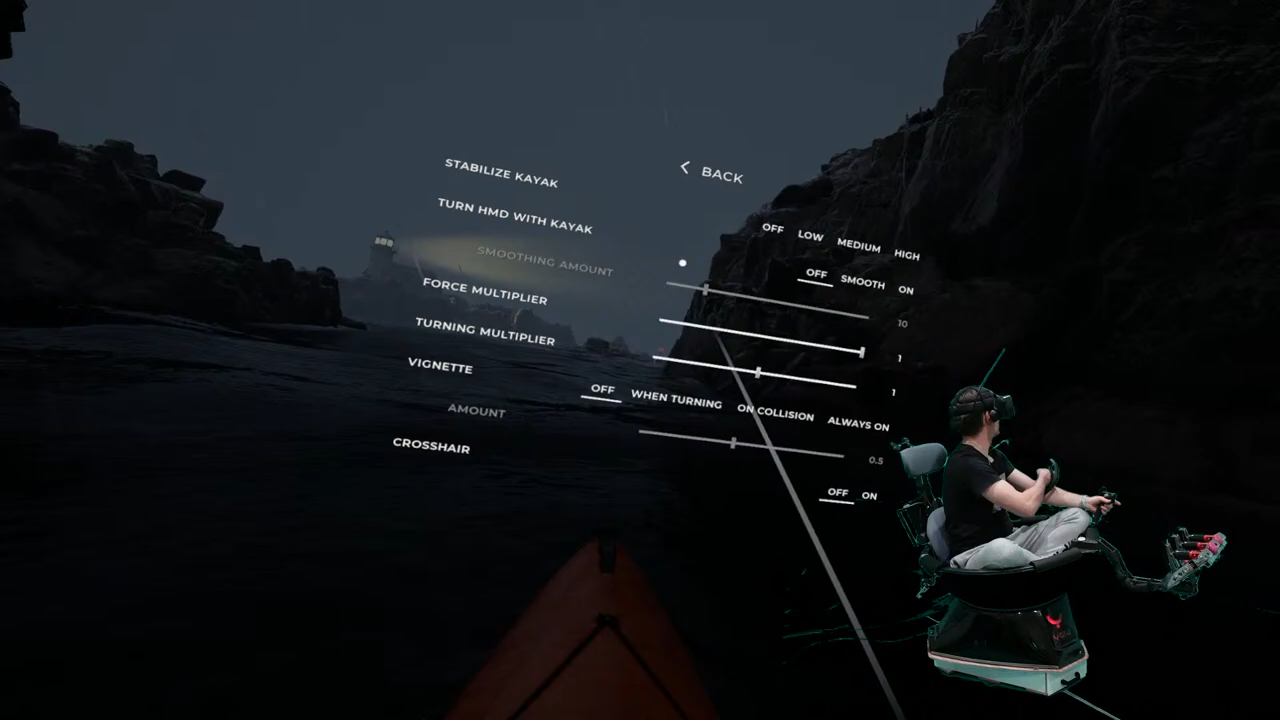 BACK
STABILIZE KAYAK OFF LOW MEDIUM HIGH
TURN HMD WITH KAYAK OFF SMOOTH ON
SMOOTHING AMOUNT 10
FORCE MULTIPLIER 1
TURNING MULTIPLIER 1
VIGNETTE OFF WHEN TURNING ON COLLISION ALWAYS ON
AMOUNT 0.5
CROSSHAIR OFF ON